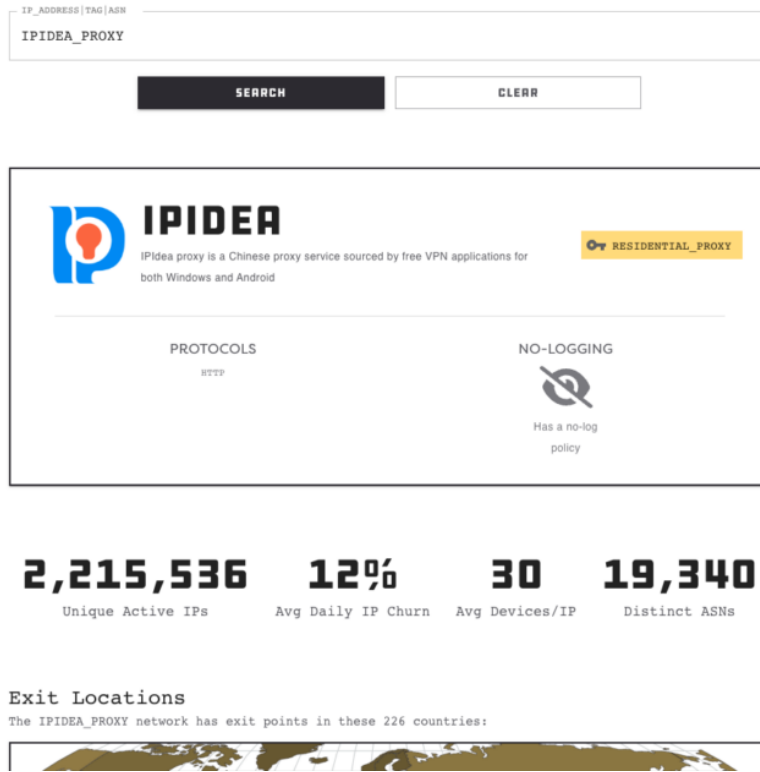 IP_ADDRESS|TAG|ASN
IPIDEA_PROXY
SEARCH
CLEAR
IPIDEA
IPIdea proxy is a Chinese proxy service sourced by free VPN applications for
both Windows and Android
RESIDENTIAL_PROXY
PROTOCOLS
HTTP
NO-LOGGING
Has a no-log
policy
2,215,536
Unique Active IPs
12%
Avg Daily IP Churn
30
Avg Devices/IP
19,340
Distinct ASNs
Exit Locations
The IPIDEA_PROXY network has exit points in these 226 countries: